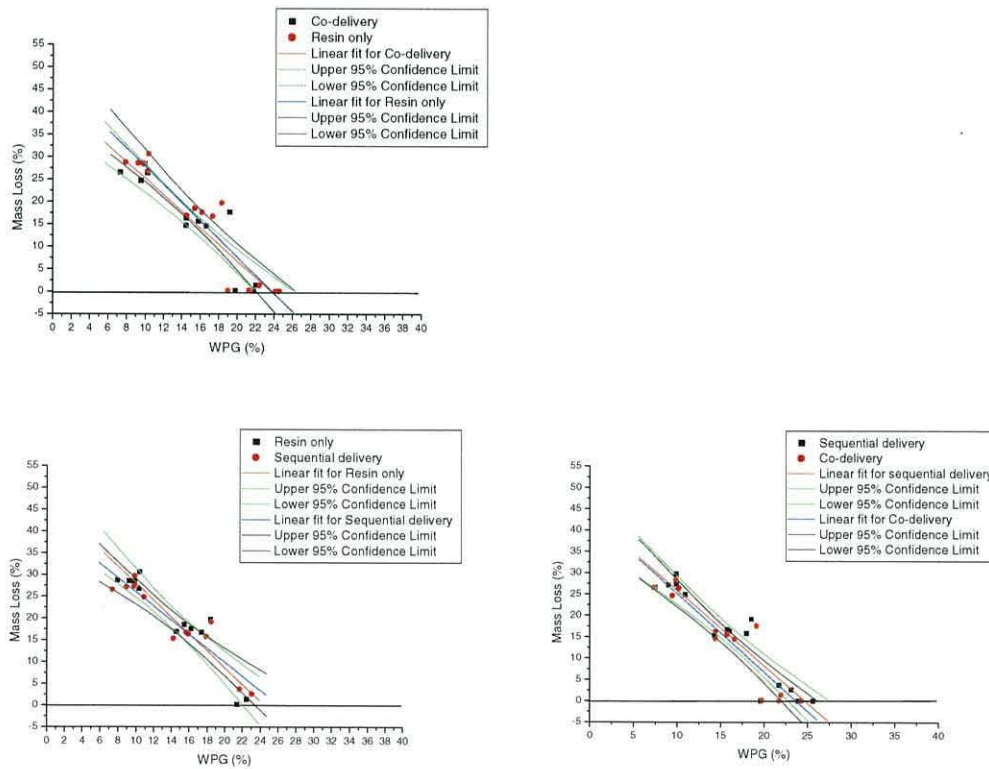 Co-delivery
Resin only
Linear fit for Co-delivery
Upper 95% Confidence Limit
Lower 95% Confidence Limit
Linear fit for Resin only
Upper 95% Confidence Limit
Lower 95% Confidence Limit
55
50
45
40
35
30
25
20
15
10
5
0
-5
Mass Loss (%)
0 2 4 6 8 10 12 14 16 18 20 22 24 26 28 30 32 34 36 38 40
WPG (%)
Resin only
Sequential delivery
Linear fit for Resin only
Upper 95% Confidence Limit
Lower 95% Confidence Limit
Linear fit for Sequential delivery
Upper 95% Confidence Limit
Lower 95% Confidence Limit
55
50
45
40
35
30
25
20
15
10
5
0
-5
Mass Loss (%)
0 2 4 6 8 10 12 14 16 18 20 22 24 26 28 30 32 34 36 38 40
WPG (%)
Sequential delivery
Co-delivery
Linear fit for sequential delivery
Upper 95% Confidence Limit
Lower 95% Confidence Limit
Linear fit for Co-delivery
Upper 95% Confidence Limit
Lower 95% Confidence Limit
55
50
45
40
35
30
25
20
15
10
5
0
-5
Mass Loss (%)
0 5 10 15 20 25 30 35 40
WPG (%)